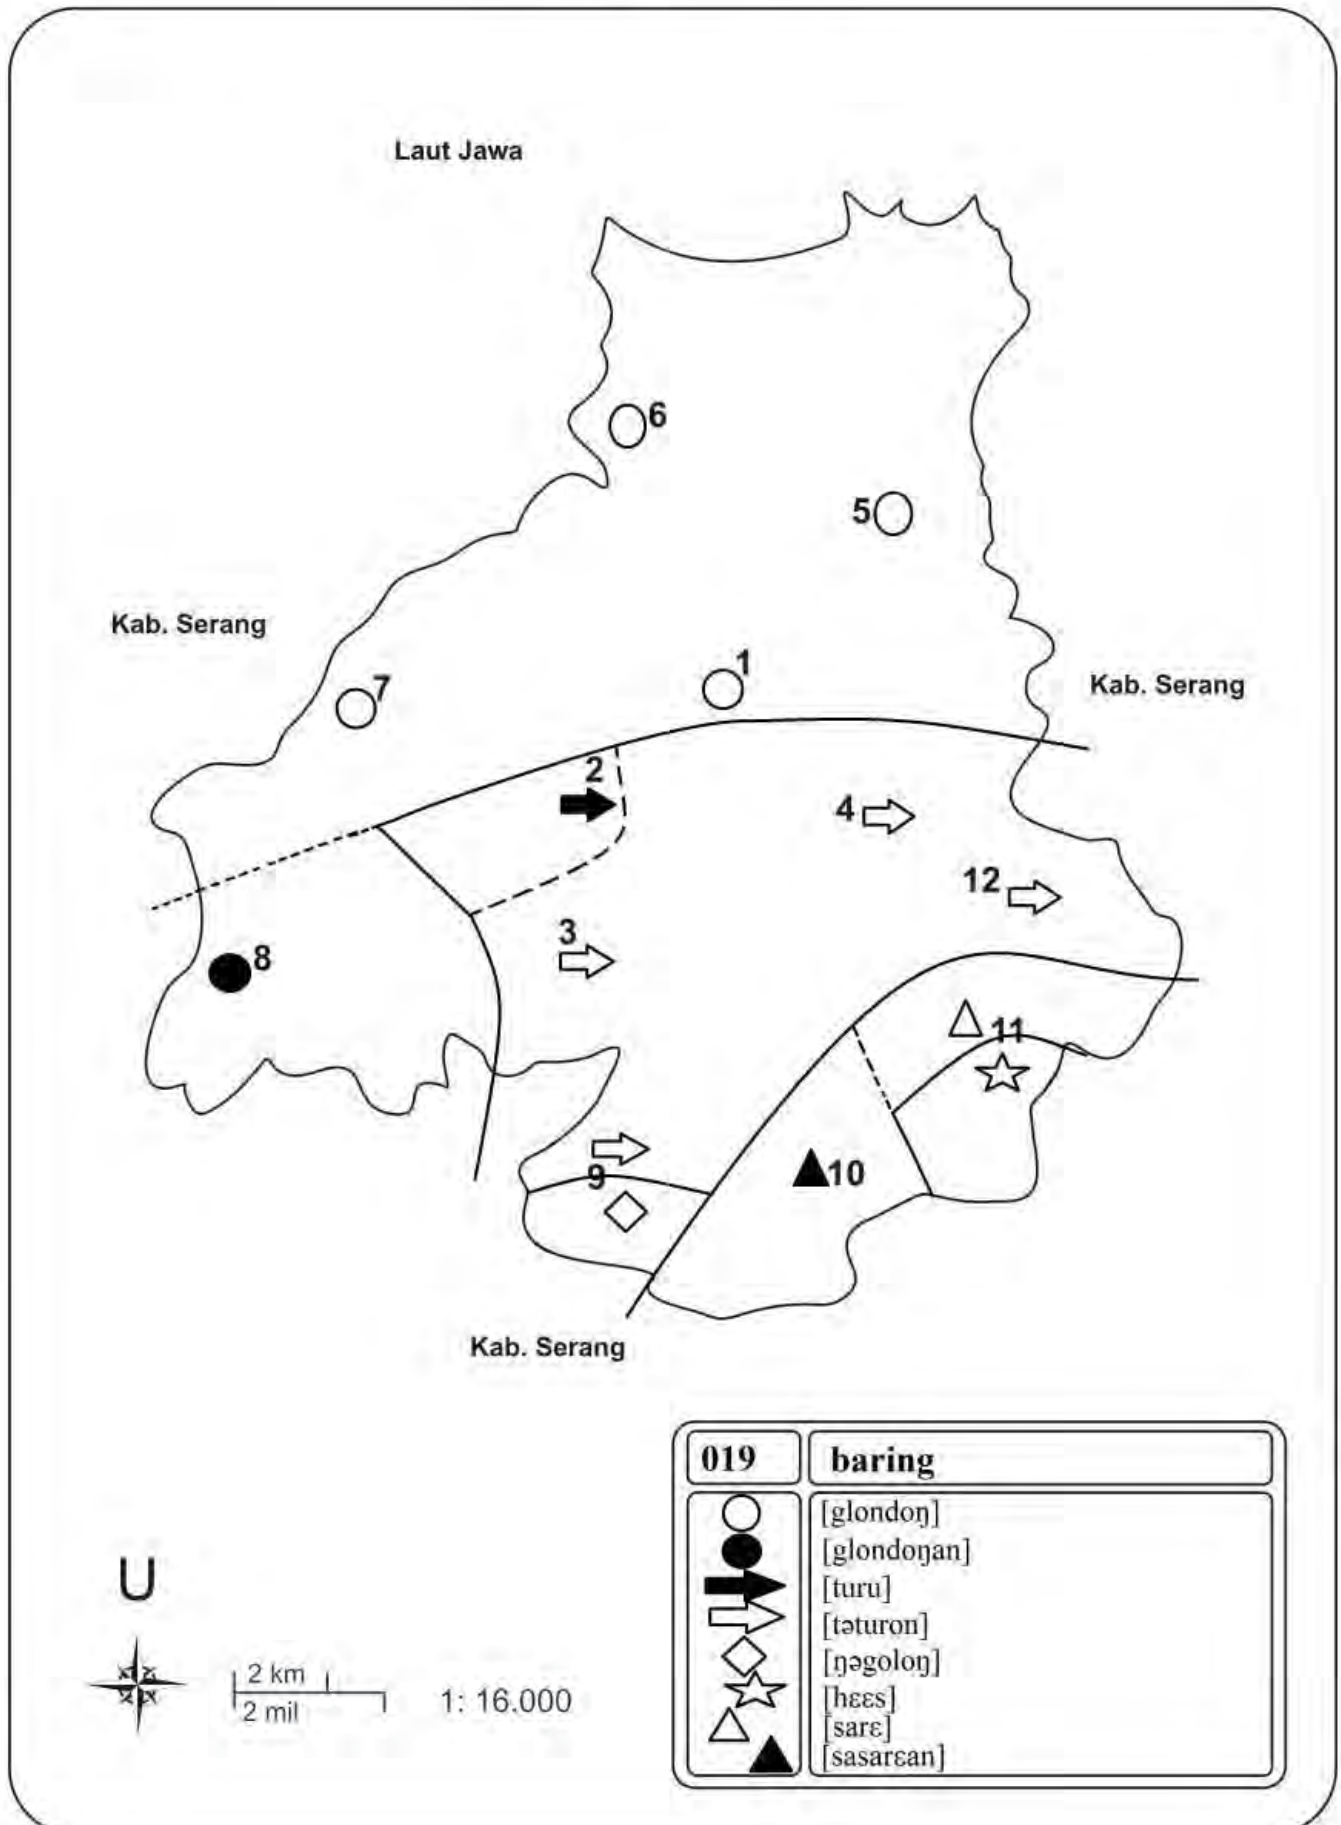 Laut Jawa
6
5
Kab. Serang
1
7
Kab. Serang
2
4
12
3
8
11
9
10
Kab. Serang
019 baring
[glondoŋ]
[glondoŋan]
[turu]
[təturon]
[ŋəgoloŋ]
[hɛɛs]
[sarɛ]
[sasarɛan]
U
2 km
2 mil
1: 16.000